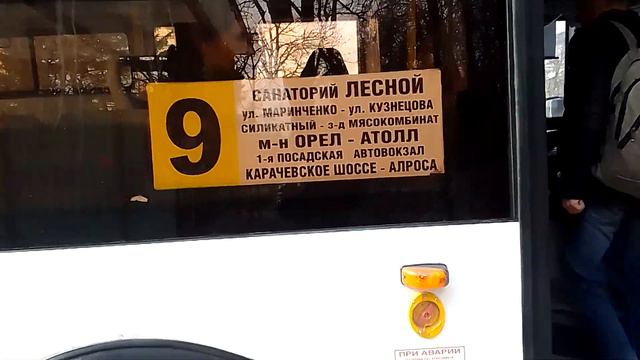 9
САНАТОРИЙ ЛЕСНОЙ
ул. МАРИНЧЕНКО - ул. КУЗНЕЦОВА
СИЛИКАТНЫЙ - з-д МЯСОКОМБИНАТ
м-н ОРЕЛ - АТОЛЛ
1-я ПОСАДСКАЯ АВТОВОКЗАЛ
КАРАЧЕВСКОЕ ШОССЕ - АЛРОСА
ПРИ АВАРИИ